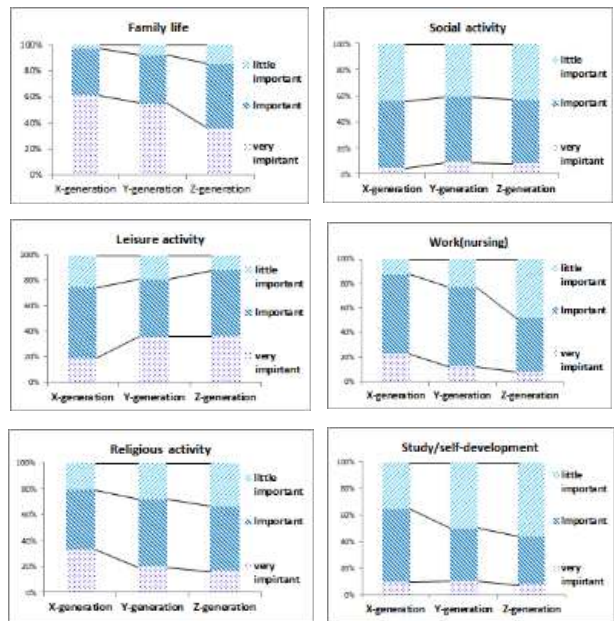 Family life
100%
80%
60%
40%
20%
0%
little
important
Important
very
impirtant
X-generation Y-generation Z-generation
Social activity
100%
80%
60%
40%
20%
0%
little
important
Important
very
impirtant
X-generation Y-generation Z-generation
Leisure activity
100%
80%
60%
40%
20%
0%
little
important
Important
very
impirtant
X-generation Y-generation Z-generation
Work(nursing)
100%
80%
60%
40%
20%
0%
little
important
Important
very
impirtant
X-generation Y-generation Z-generation
Religious activity
100%
80%
60%
40%
20%
0%
little
important
Important
very
impirtant
X-generation Y-generation Z-generation
Study/self-development
100%
80%
60%
40%
20%
0%
little
important
Important
very
impirtant
X-generation Y-generation Z-generation